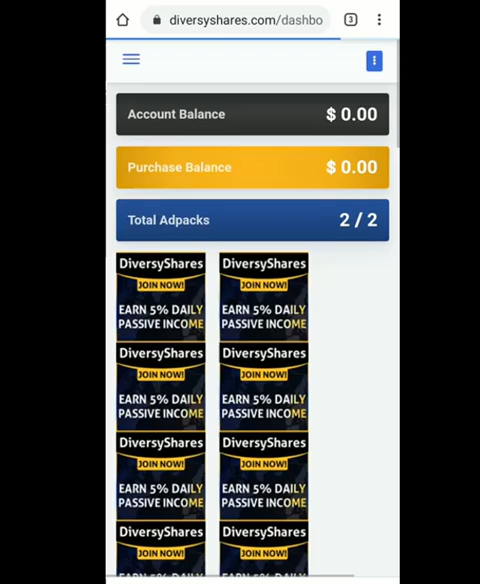 diversyshares.com/dashbo
3
Account Balance $ 0.00
Purchase Balance $ 0.00
Total Adpacks 2 / 2
DiversyShares DiversyShares
JOIN NOW! JOIN NOW!
EARN 5% DAILY EARN 5% DAILY
PASSIVE INCOME PASSIVE INCOME
DiversyShares DiversyShares
JOIN NOW! JOIN NOW!
EARN 5% DAILY EARN 5% DAILY
PASSIVE INCOME PASSIVE INCOME
DiversyShares DiversyShares
JOIN NOW! JOIN NOW!
EARN 5% DAILY EARN 5% DAILY
PASSIVE INCOME PASSIVE INCOME
DiversyShares DiversyShares
JOIN NOW! JOIN NOW!